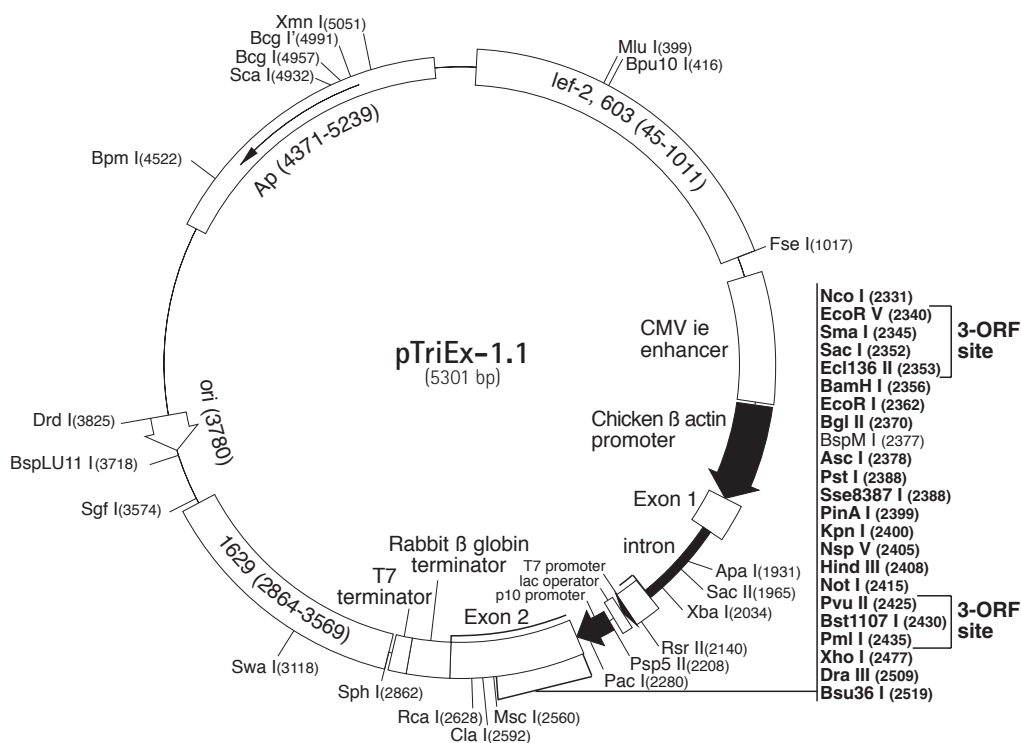 Xmn I(5051)
Bcg I'(4991)
Bcg I(4957)
Sca I(4932)
Bpm I(4522)
Ap (4371-5239)
Mlu I(399)
Bpu10 I(416)
lef-2, 603 (45-1011)
Fse I(1017)
CMV ie
enhancer
pTriEx-1.1
(5301 bp)
Chicken ß actin
promoter
Exon 1
intron
Apa I(1931)
Sac II(1965)
Xba I(2034)
T7 promoter
lac operator
p10 promoter
Rsr II(2140)
Psp5 II(2208)
Pac I(2280)
Exon 2
Rabbit ß globin
terminator
T7
terminator
Msc I(2560)
Cla I(2592)
Rca I(2628)
Sph I(2862)
Swa I(3118)
1629 (2864-3569)
Sgf I(3574)
BspLU11 I(3718)
Drd I(3825)
ori (3780)
Nco I (2331)
EcoR V (2340)
Sma I (2345)
Sac I (2352)
Ecl136 II (2353)
3-ORF
site
BamH I (2356)
EcoR I (2362)
Bgl II (2370)
BspM I (2377)
Asc I (2378)
Pst I (2388)
Sse8387 I (2388)
PinA I (2399)
Kpn I (2400)
Nsp V (2405)
Hind III (2408)
Not I (2415)
Pvu II (2425)
Bst1107 I (2430)
Pml I (2435)
3-ORF
site
Xho I (2477)
Dra III (2509)
Bsu36 I (2519)